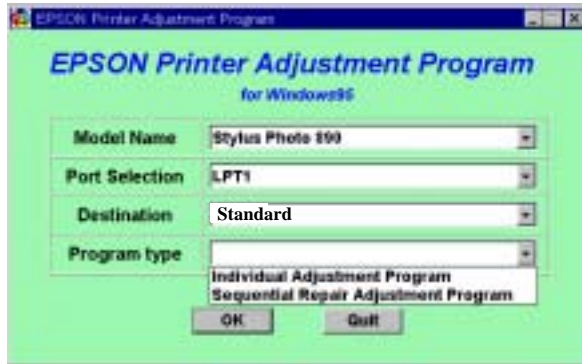 EPSON Printer Adjustment Program
EPSON Printer Adjustment Program
for Windows95
Model Name
Stylus Photo 890
Port Selection
LPT1
Destination
Standard
Program type
Individual Adjustment Program
Sequential Repair Adjustment Program
OK
Quit